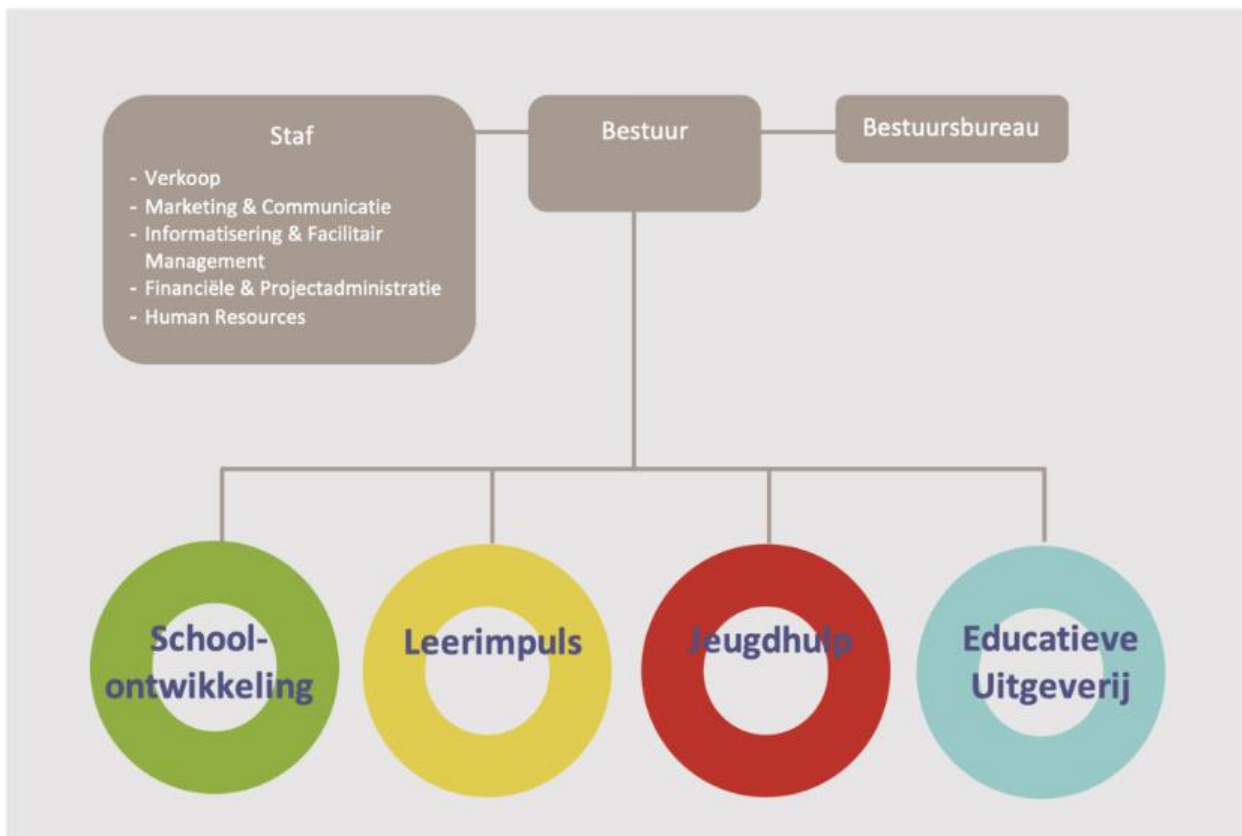 Staf
- Verkoop
- Marketing & Communicatie
- Informatisering & Facilitair
Management
- Financiële & Projectadministratie
- Human Resources
Bestuur
Bestuursbureau
School-
ontwikkeling
Leerimpuls
Jeugdhulp
Educatieve
Uitgeverij